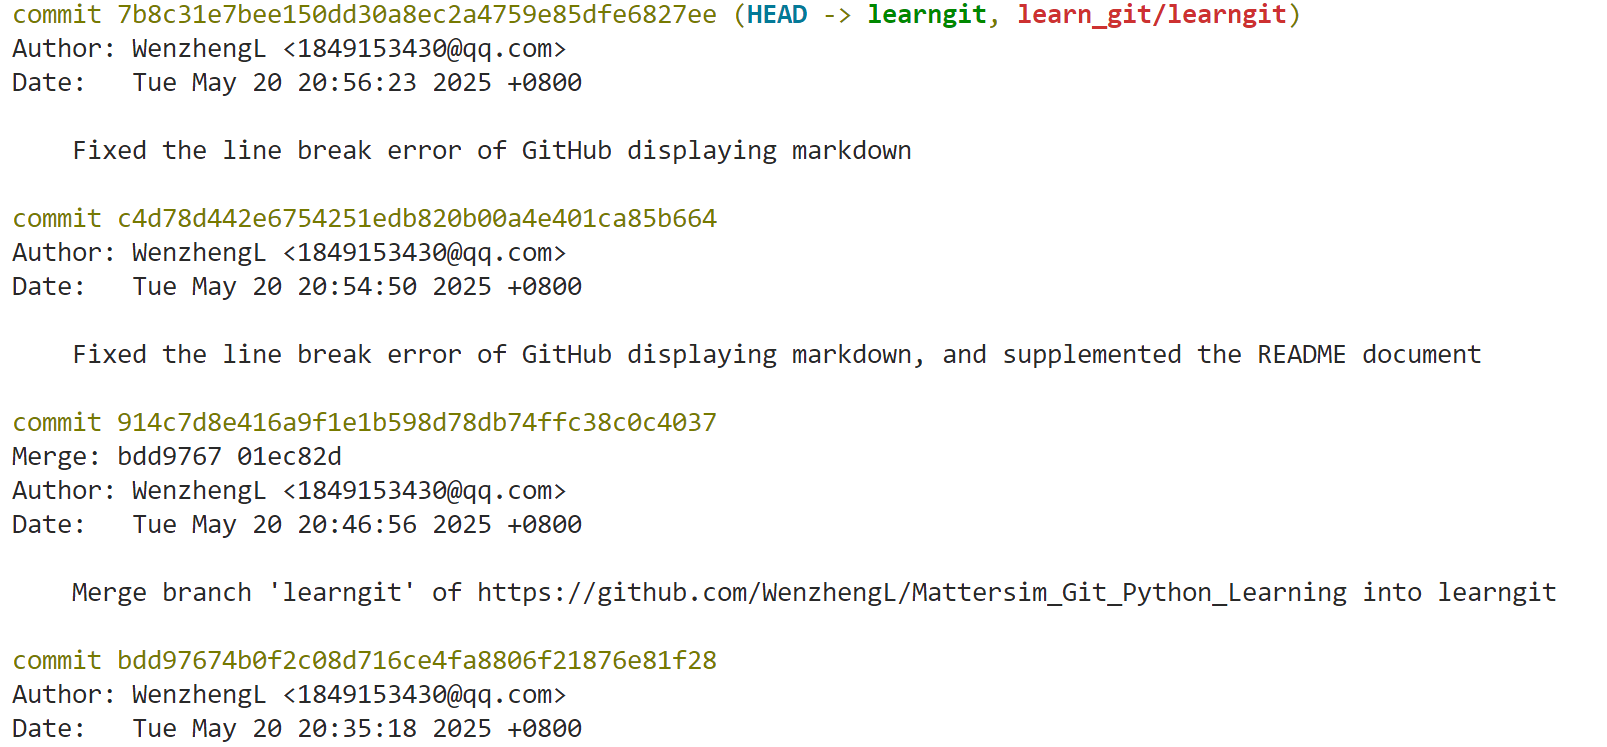 commit 7b8c31e7bee150dd30a8ec2a4759e85dfe6827ee (HEAD -> learngit, learn_git/learngit)
Author: WenzhengL <1849153430@qq.com>
Date:   Tue May 20 20:56:23 2025 +0800
Fixed the line break error of GitHub displaying markdown
commit c4d78d442e6754251edb820b00a4e401ca85b664
Author: WenzhengL <1849153430@qq.com>
Date:   Tue May 20 20:54:50 2025 +0800
Fixed the line break error of GitHub displaying markdown, and supplemented the README document
commit 914c7d8e416a9f1e1b598d78db74ffc38c0c4037
Merge: bdd9767 01ec82d
Author: WenzhengL <1849153430@qq.com>
Date:   Tue May 20 20:46:56 2025 +0800
Merge branch 'learngit' of https://github.com/WenzhengL/Mattersim_Git_Python_Learning into learngit
commit bdd97674b0f2c08d716ce4fa8806f21876e81f28
Author: WenzhengL <1849153430@qq.com>
Date:   Tue May 20 20:35:18 2025 +0800